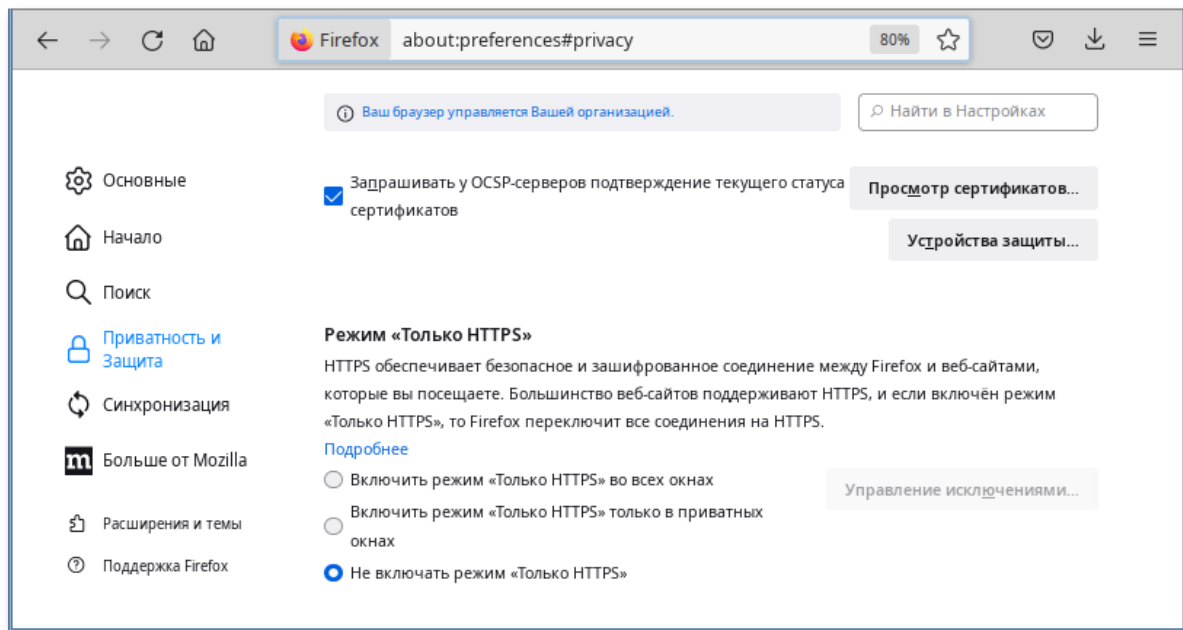 Firefox about:preferences#privacy 80%
Ваш браузер управляется Вашей организацией.
Найти в Настройках
Основные
Начало
Поиск
Приватность и
Защита
Синхронизация
Больше от Mozilla
Расширения и темы
Поддержка Firefox
Запрашивать у OCSP-серверов подтверждение текущего статуса
сертификатов
Просмотр сертификатов...
Устройства защиты...
Режим «Только HTTPS»
HTTPS обеспечивает безопасное и зашифрованное соединение между Firefox и веб-сайтами,
которые вы посещаете. Большинство веб-сайтов поддерживают HTTPS, и если включён режим
«Только HTTPS», то Firefox переключит все соединения на HTTPS.
Подробнее
Включить режим «Только HTTPS» во всех окнах
Управление исключениями...
Включить режим «Только HTTPS» только в приватных
окнах
Не включать режим «Только HTTPS»